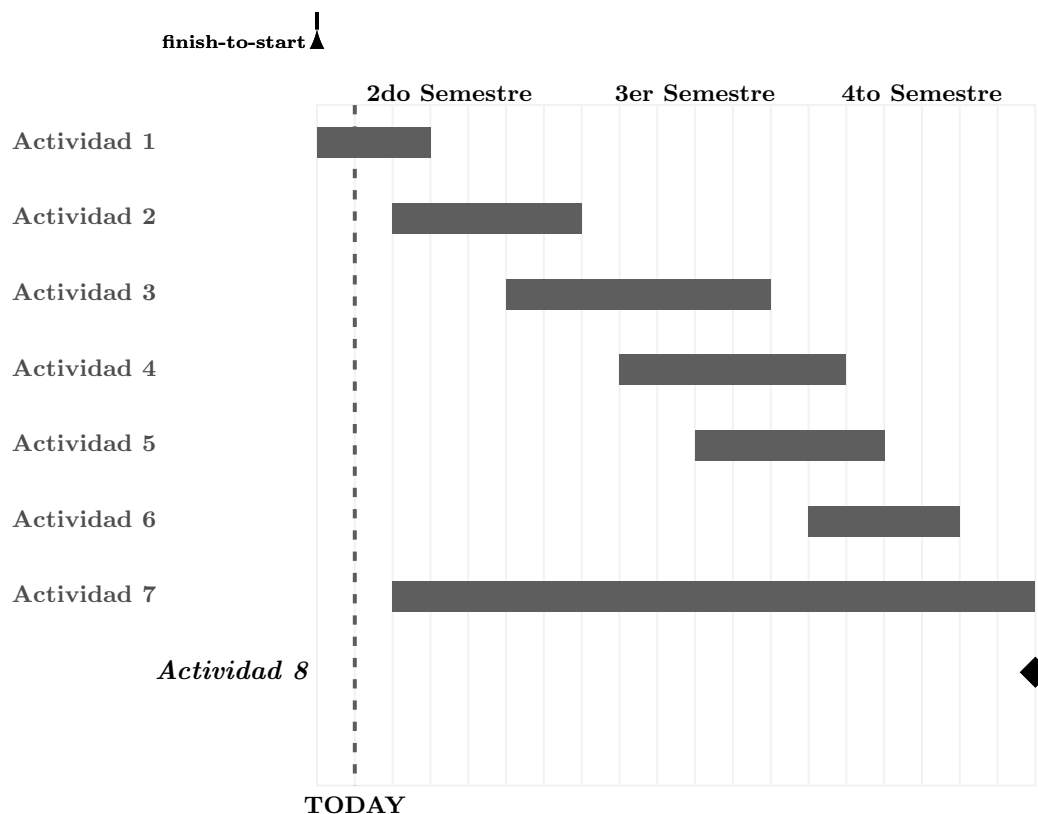 finish-to-start
2do Semestre 3er Semestre 4to Semestre
Actividad 1
Actividad 2
Actividad 3
Actividad 4
Actividad 5
Actividad 6
Actividad 7
Actividad 8
TODAY